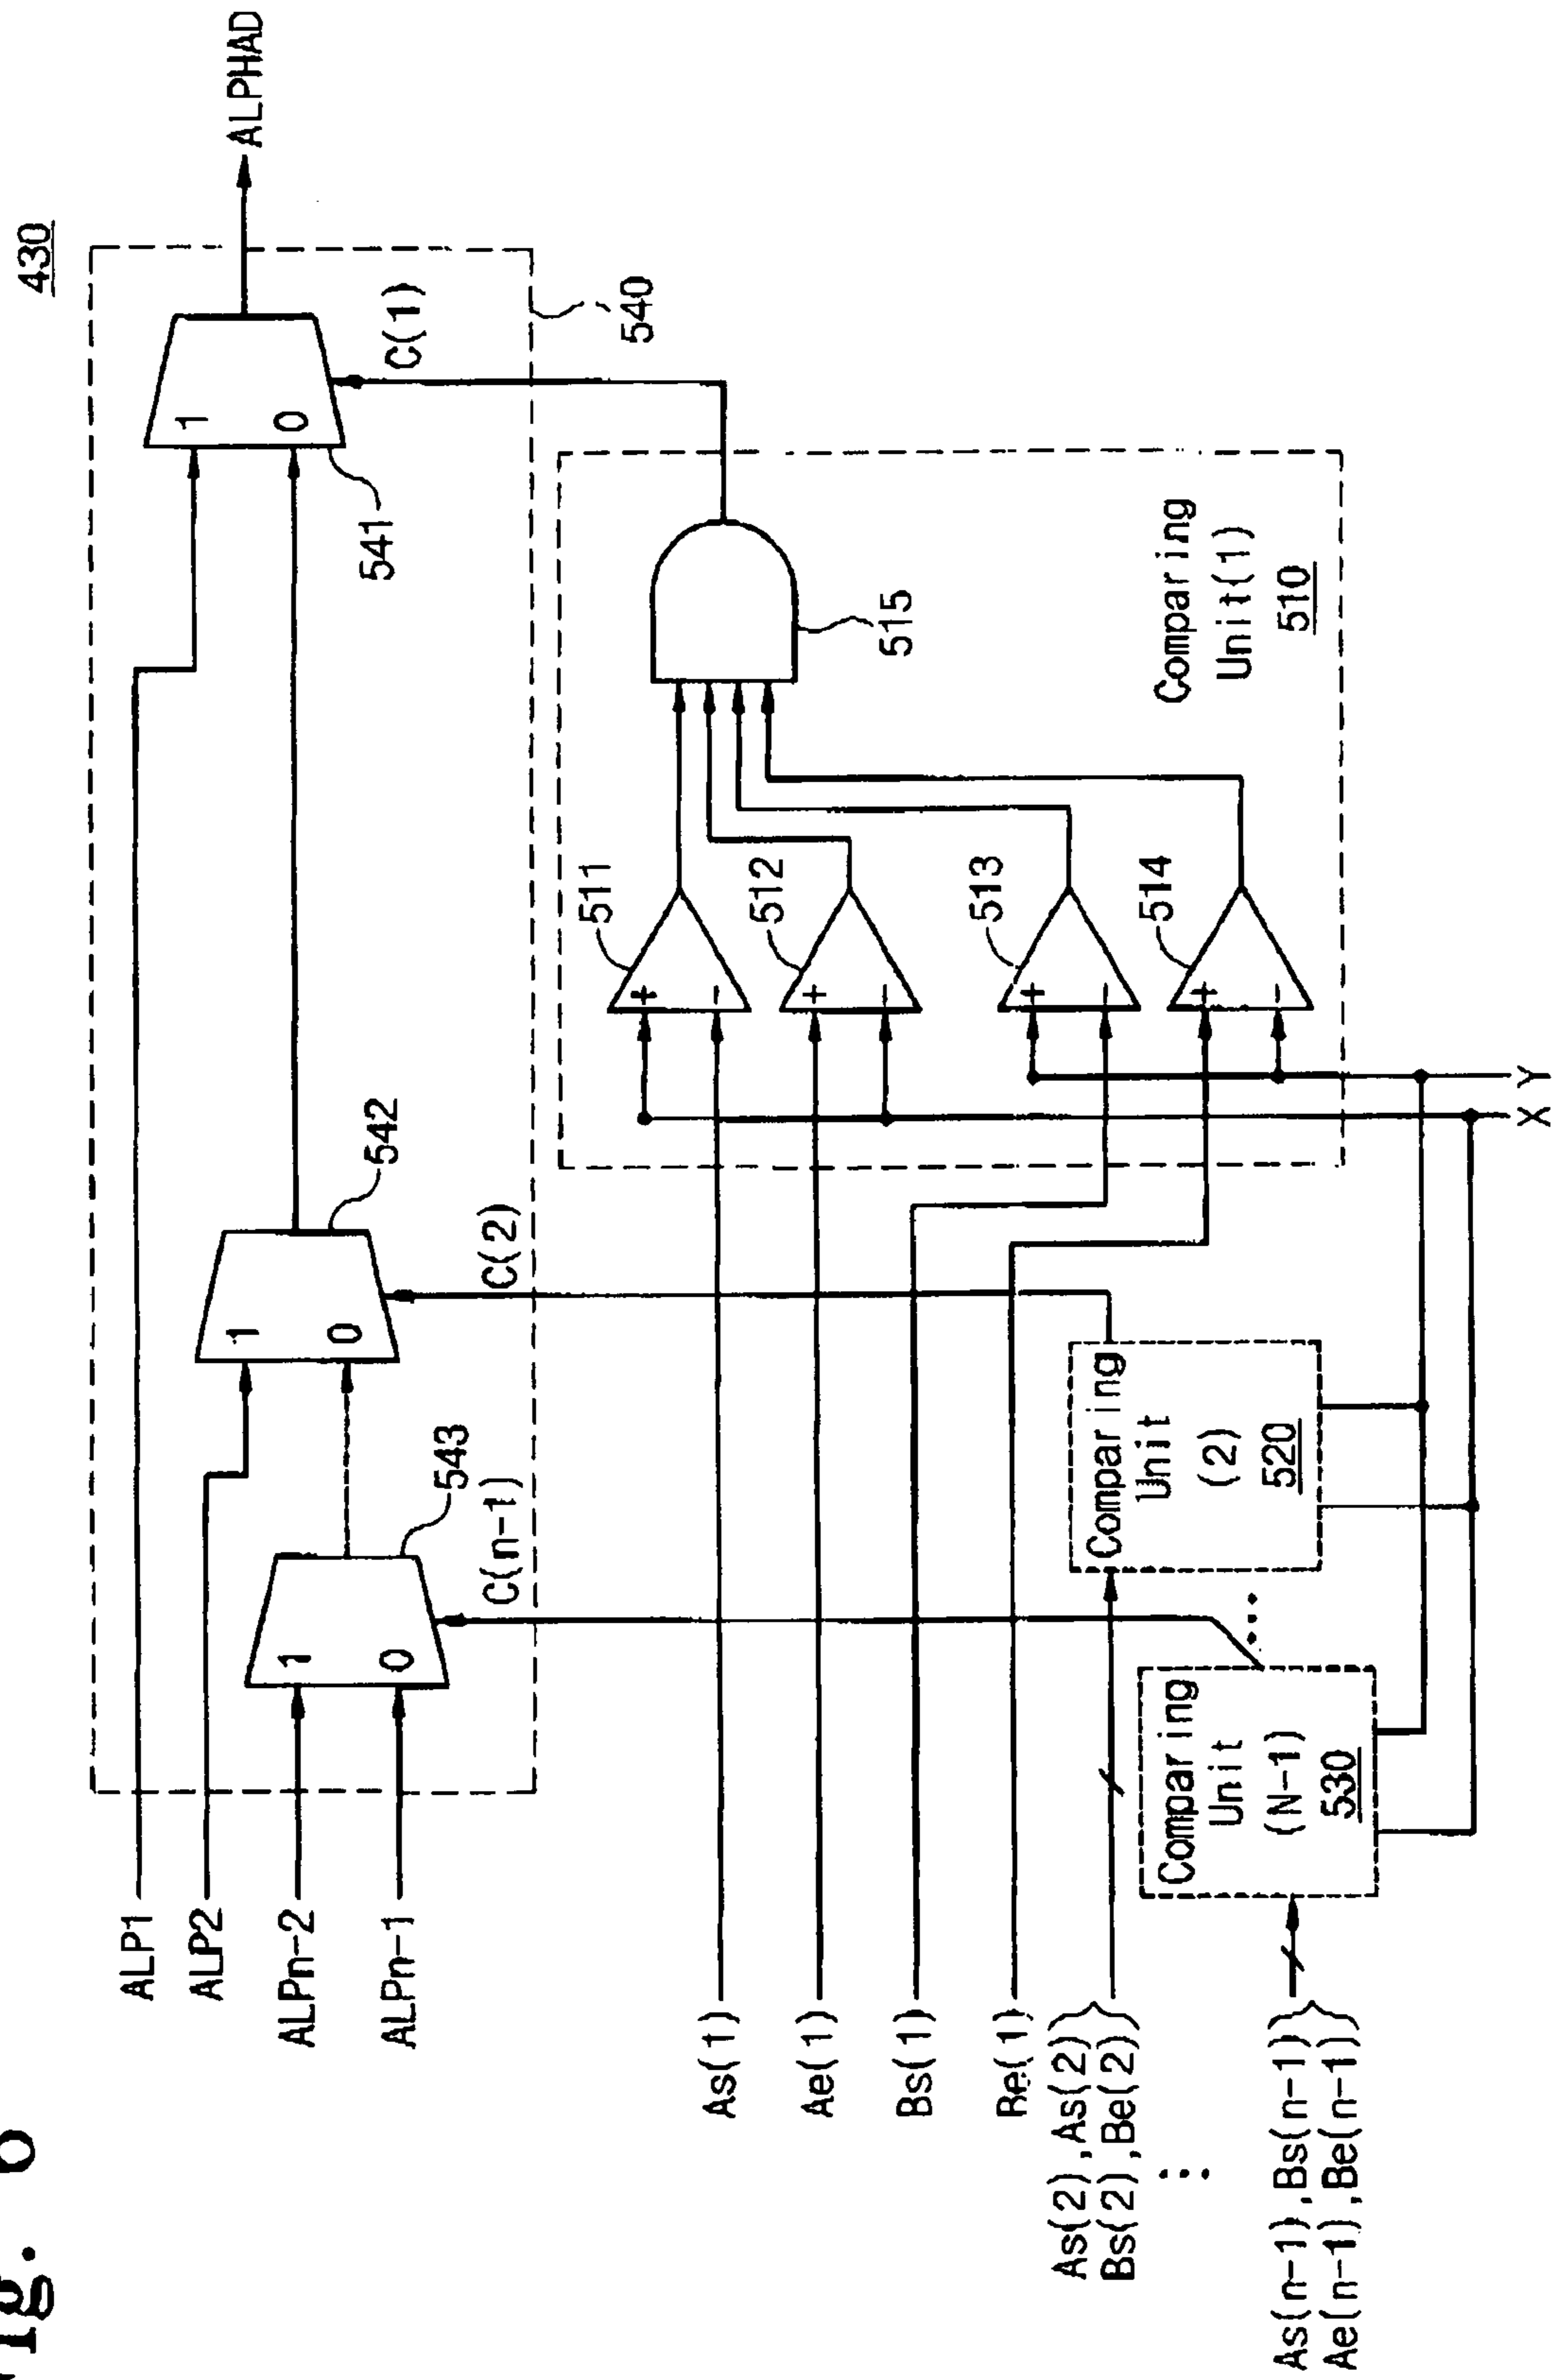 Fig. 6
430
ALP1
ALP2
ALPn-2
ALPn-1
1
0
543
C(n-1)
1
0
542
C(2)
1
0
541
C(1)
540
ALPHAD
As(1)
Ae(1)
Bs(1)
Be(1)
As(2),As(2)
Bs(2),Be(2)
As(n-1),Bs(n-1)
Ae(n-1),Be(n-1)
+
-
511
+
-
512
+
-
513
+
-
514
515
Comparing
Unit(1)
510
Comparing
Unit
(2)
520
Comparing
Unit
(N-1)
530
X
Y